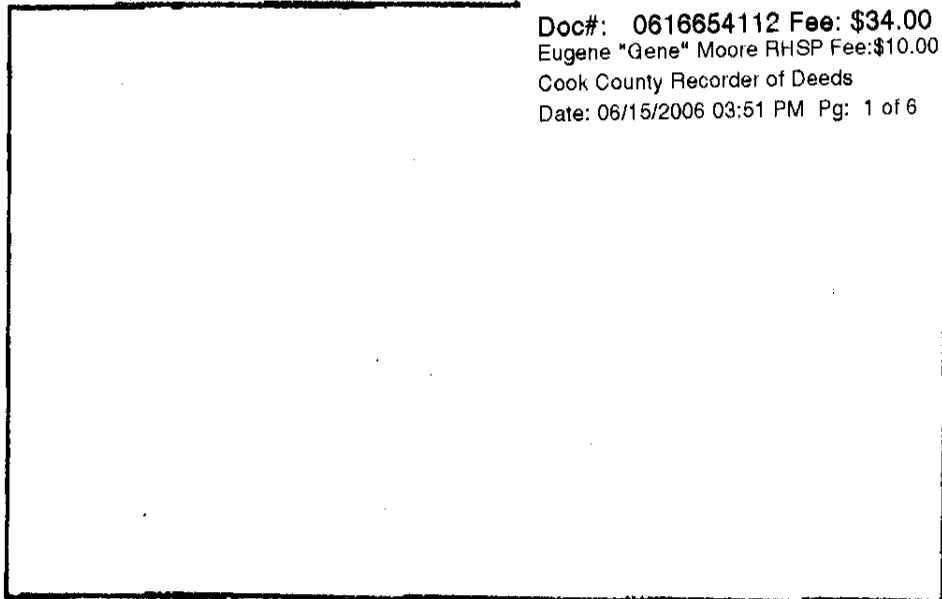 Doc#: 0616654112 Fee: $34.00
Eugene "Gene" Moore RHSP Fee:$10.00
Cook County Recorder of Deeds
Date: 06/15/2006 03:51 PM Pg: 1 of 6